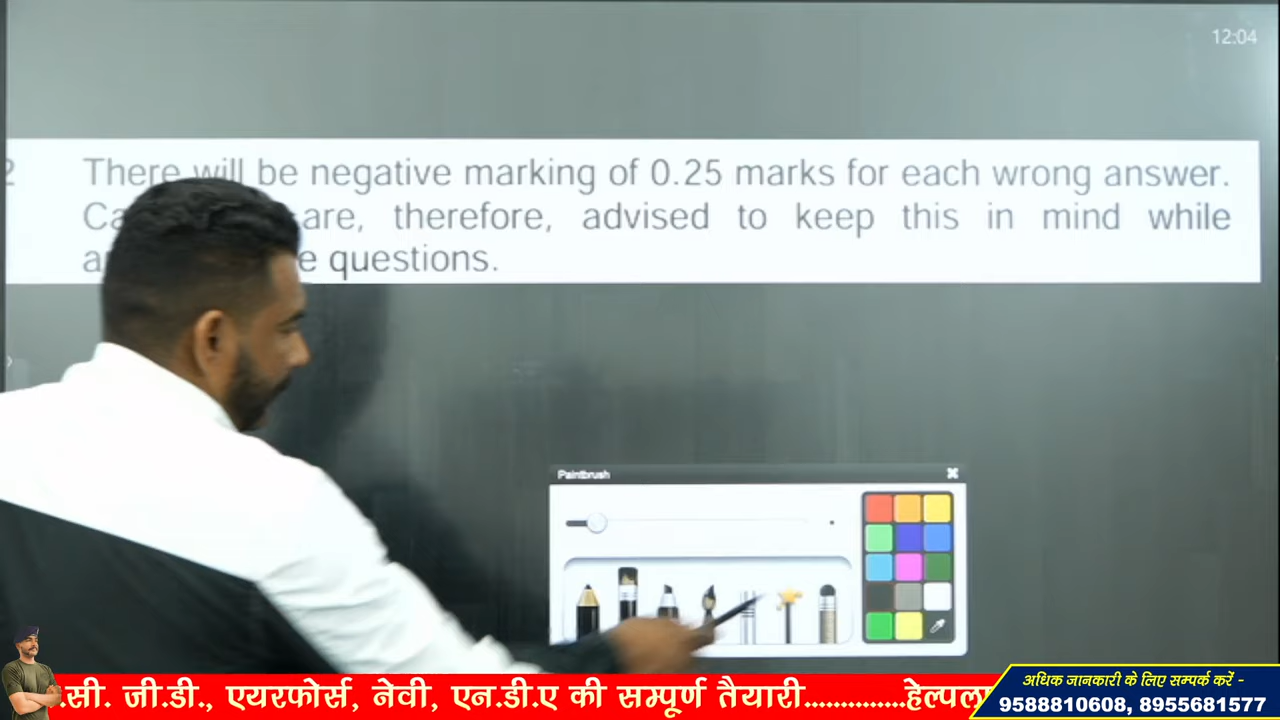 12:04
2 There will be negative marking of 0.25 marks for each wrong answer.
are, therefore, advised to keep this in mind while
questions.
Paintbrush
.सी. जी.डी., एयरफोर्स, नेवी, एन.डी.ए की सम्पूर्ण तैयारी..............हेल्पला
अधिक जानकारी के लिए सम्पर्क करें -
9588810608, 8955681577